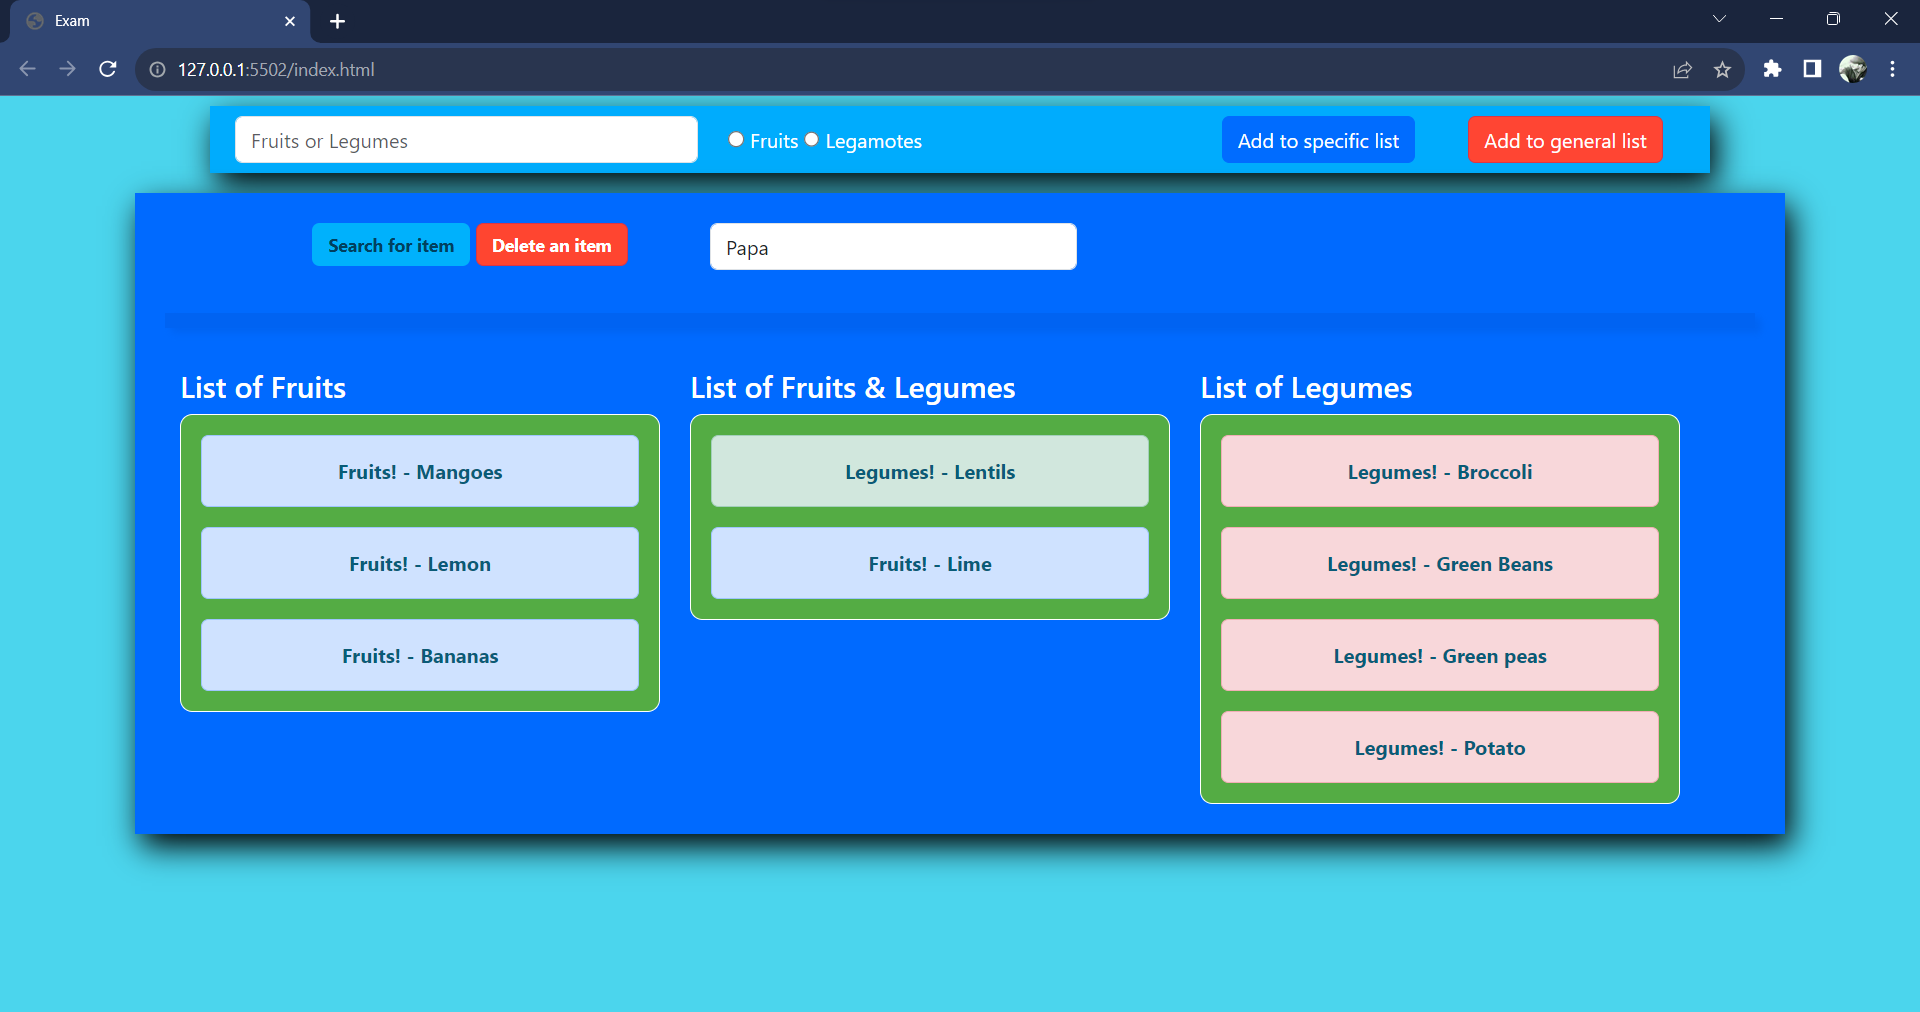 Exam
127.0.0.1:5502/index.html
Fruits or Legumes
Fruits Legamotes
Add to specific list
Add to general list
Search for item
Delete an item
Papa
List of Fruits
Fruits! - Mangoes
Fruits! - Lemon
Fruits! - Bananas
List of Fruits & Legumes
Legumes! - Lentils
Fruits! - Lime
List of Legumes
Legumes! - Broccoli
Legumes! - Green Beans
Legumes! - Green peas
Legumes! - Potato